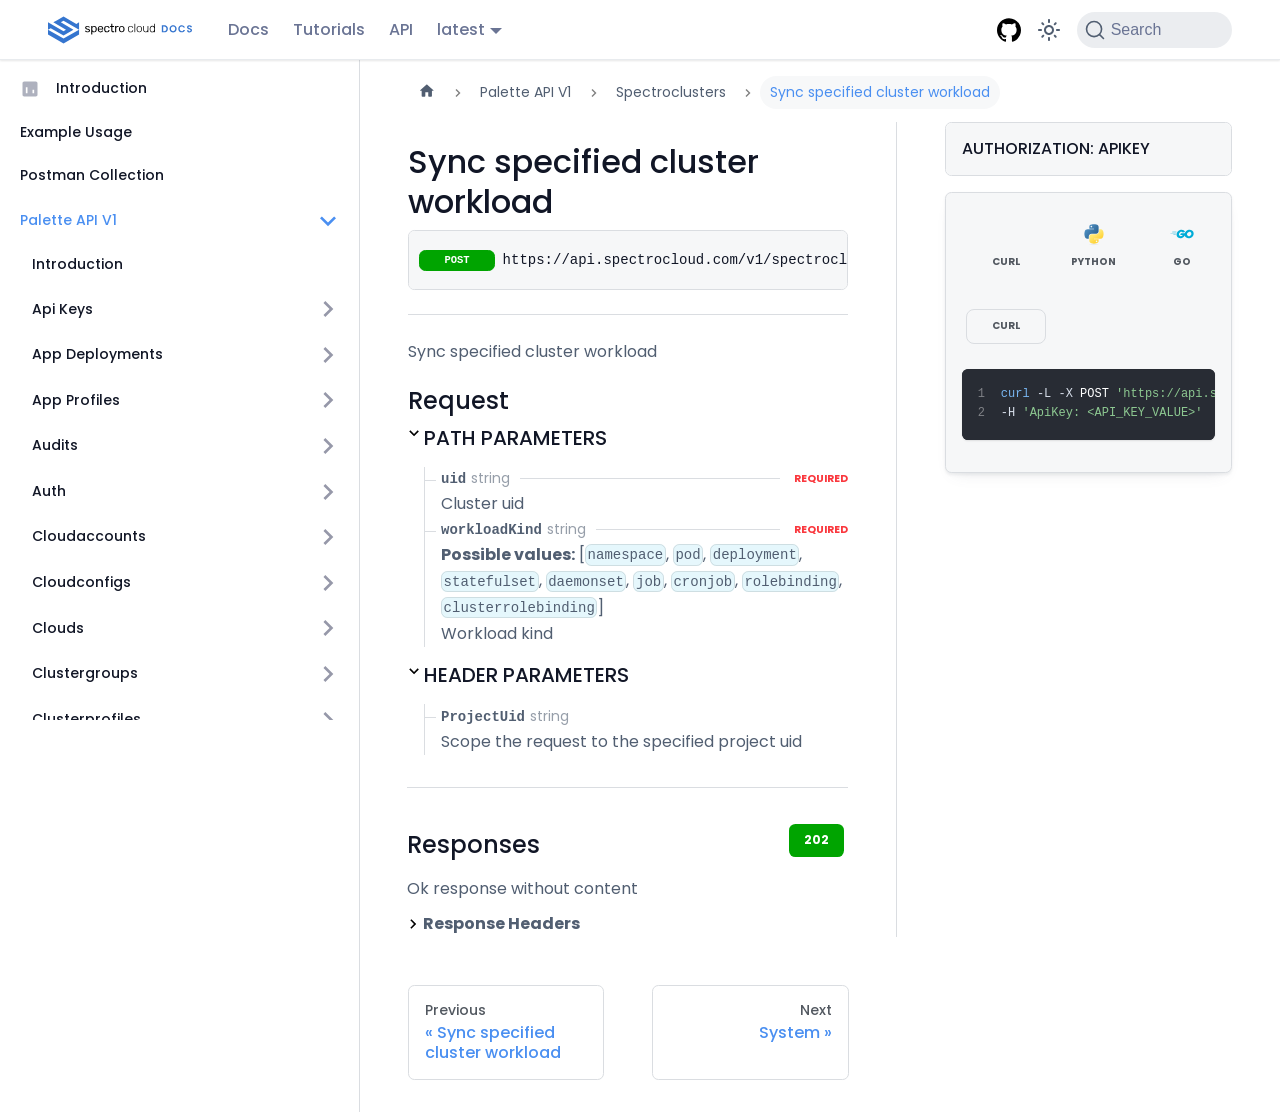 spectro cloud DOCS
Docs
Tutorials
API
latest
Search
Introduction
Example Usage
Postman Collection
Palette API V1
Introduction
Api Keys
App Deployments
App Profiles
Audits
Auth
Cloudaccounts
Cloudconfigs
Clouds
Clustergroups
Clusterprofiles
Palette API V1
Spectroclusters
Sync specified cluster workload
Sync specified cluster
workload
POST https://api.spectrocloud.com/v1/spectrocl
Sync specified cluster workload
Request
PATH PARAMETERS
uid string REQUIRED
Cluster uid
workloadKind string REQUIRED
Possible values: [namespace, pod, deployment,
statefulset, daemonset, job, cronjob, rolebinding,
clusterrolebinding]
Workload kind
HEADER PARAMETERS
ProjectUid string
Scope the request to the specified project uid
Responses
202
Ok response without content
Response Headers
Previous
« Sync specified
cluster workload
Next
System »
AUTHORIZATION: APIKEY
CURL
PYTHON
GO
CURL
1 curl -L -X POST 'https://api.s
2 -H 'ApiKey: <API_KEY_VALUE>'